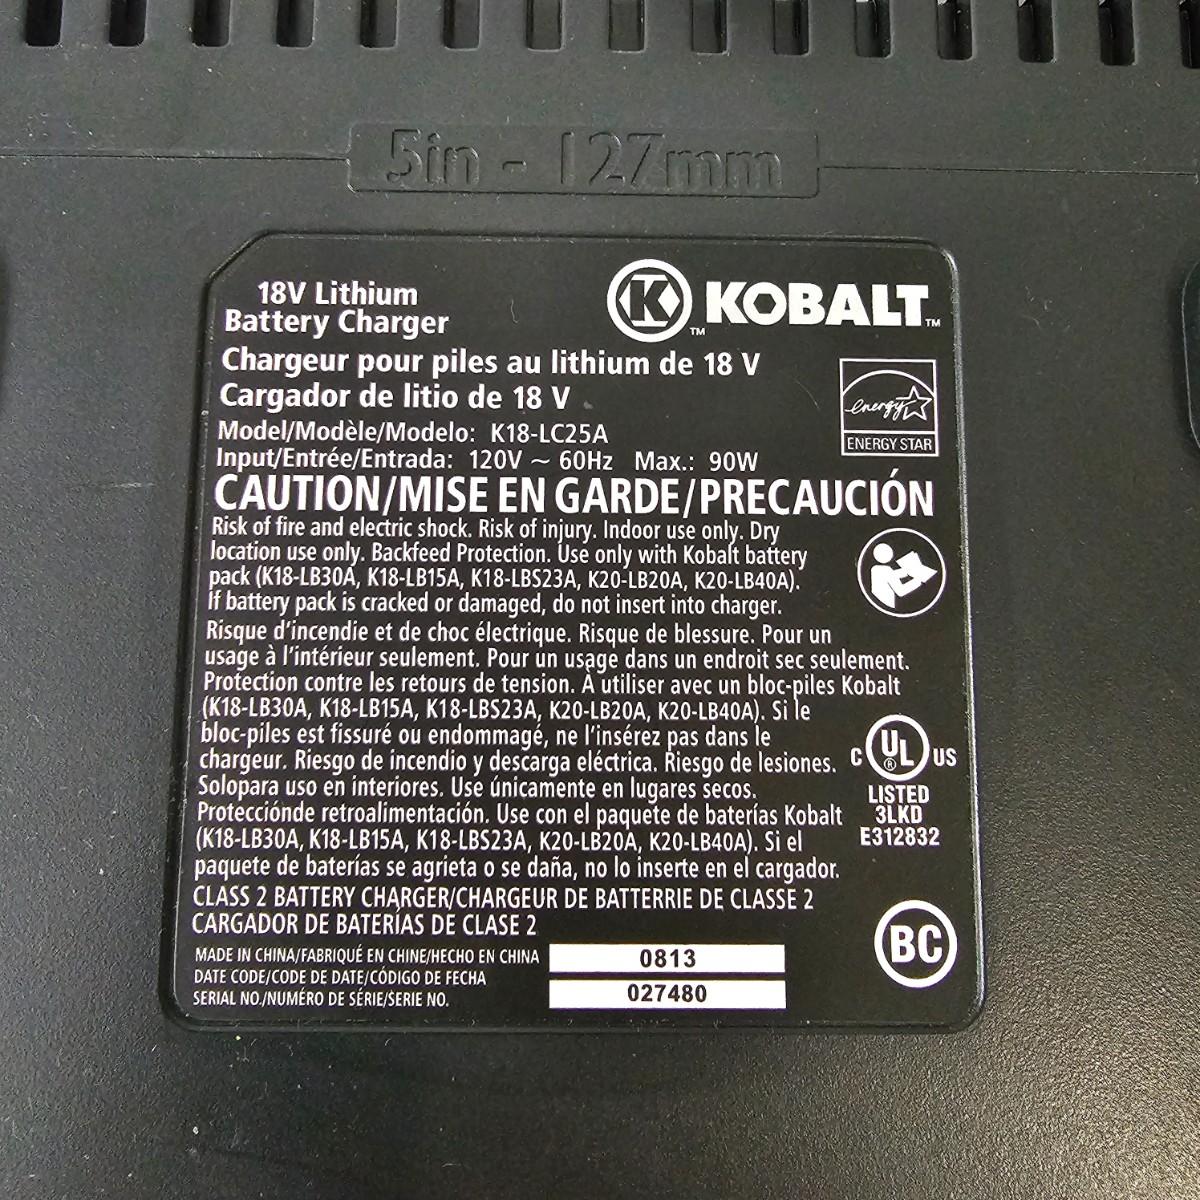 5in - 127mm
18V Lithium
Battery Charger
K
TM
KOBALT
TM
Chargeur pour piles au lithium de 18 V
Cargador de litio de 18 V
energy
ENERGY STAR
Model/Modèle/Modelo: K18-LC25A
Input/Entrée/Entrada: 120V ~ 60Hz Max.: 90W
CAUTION/MISE EN GARDE/PRECAUCIÓN
Risk of fire and electric shock. Risk of injury. Indoor use only. Dry
location use only. Backfeed Protection. Use only with Kobalt battery
pack (K18-LB30A, K18-LB15A, K18-LBS23A, K20-LB20A, K20-LB40A).
If battery pack is cracked or damaged, do not insert into charger.
Risque d'incendie et de choc électrique. Risque de blessure. Pour un
usage à l'intérieur seulement. Pour un usage dans un endroit sec seulement.
Protection contre les retours de tension. À utiliser avec un bloc-piles Kobalt
(K18-LB30A, K18-LB15A, K18-LBS23A, K20-LB20A, K20-LB40A). Si le
bloc-piles est fissuré ou endommagé, ne l'insérez pas dans le
chargeur. Riesgo de incendio y descarga eléctrica. Riesgo de lesiones.
Solopara uso en interiores. Use únicamente en lugares secos.
Protecciónde retroalimentación. Use con el paquete de baterías Kobalt
(K18-LB30A, K18-LB15A, K18-LBS23A, K20-LB20A, K20-LB40A). Si el
paquete de baterías se agrieta o se daña, no lo inserte en el cargador.
C UL ® US
LISTED
3LKD
E312832
CLASS 2 BATTERY CHARGER/CHARGEUR DE BATTERRIE DE CLASSE 2
CARGADOR DE BATERÍAS DE CLASE 2
BC
MADE IN CHINA/FABRIQUÉ EN CHINE/HECHO EN CHINA
DATE CODE/CODE DE DATE/CÓDIGO DE FECHA 0813
SERIAL NO./NUMÉRO DE SÉRIE/SERIE NO. 027480